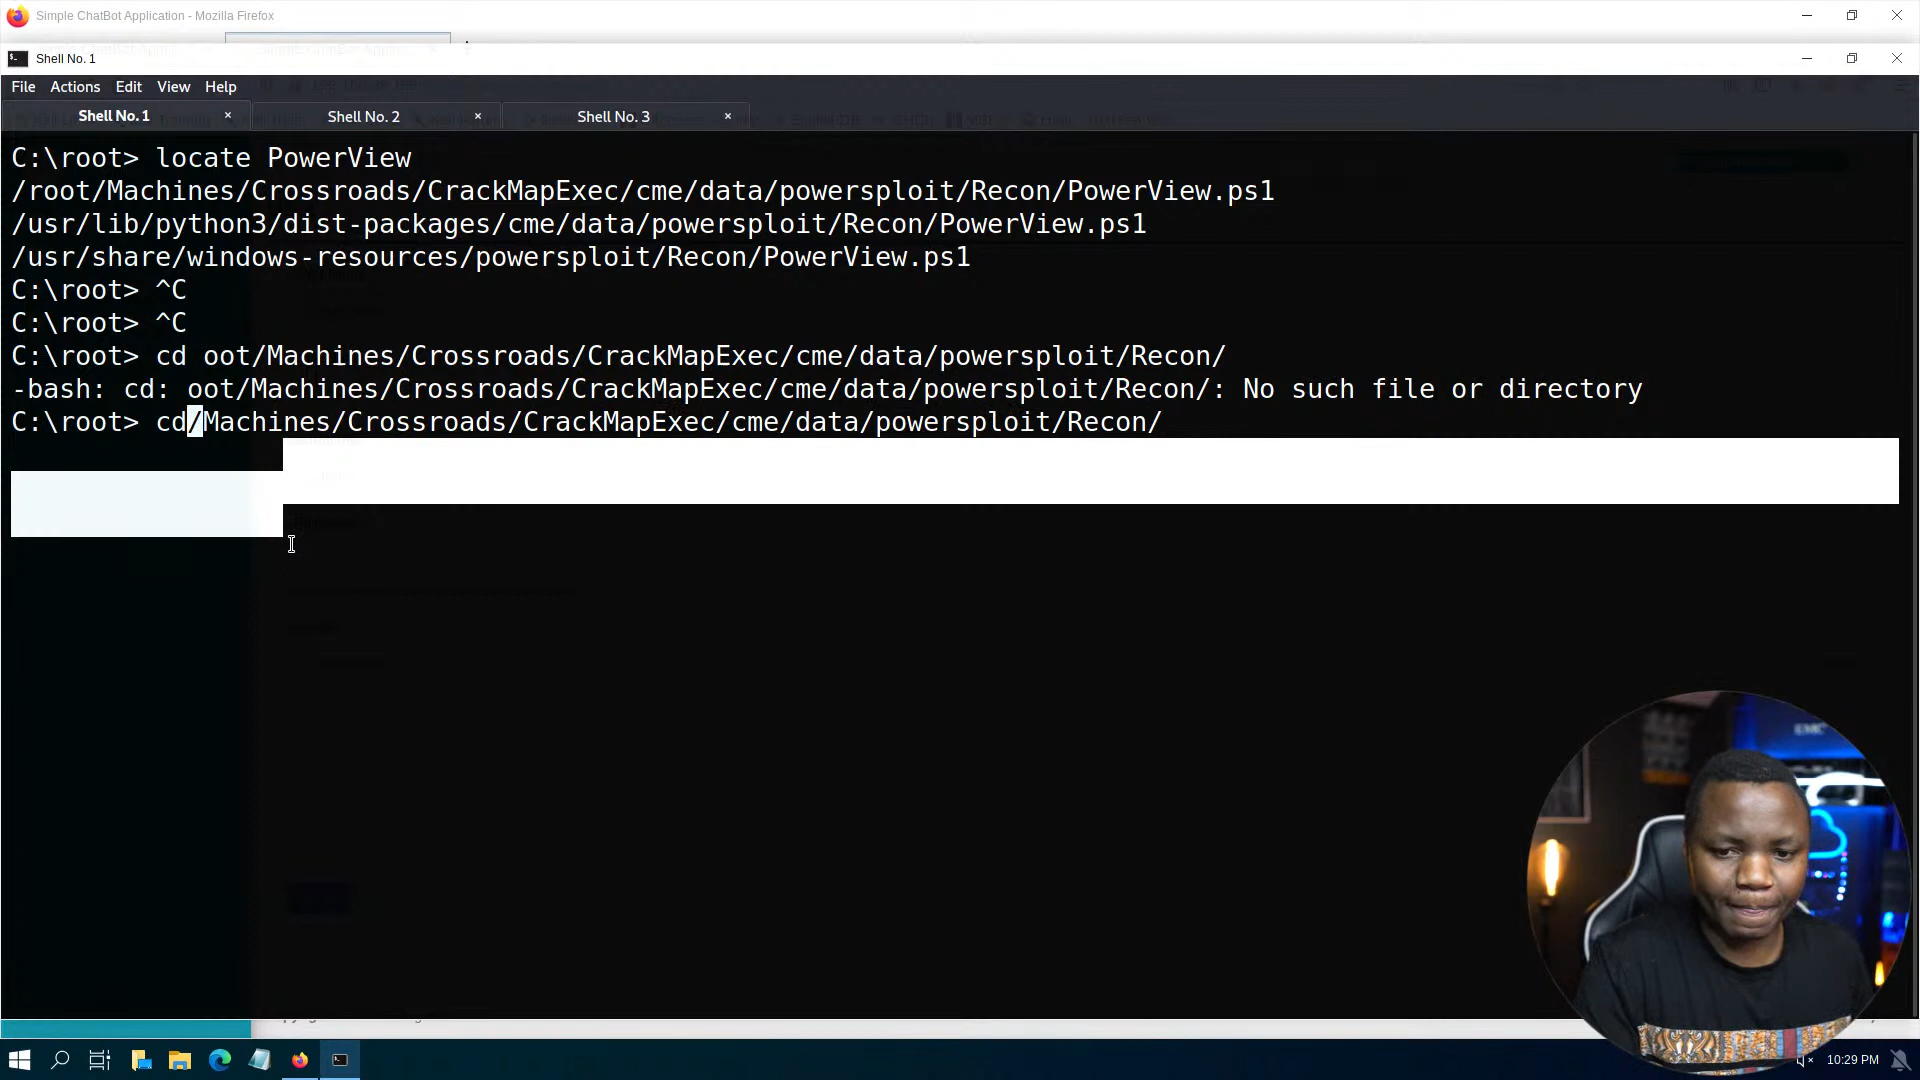 Simple ChatBot Application - Mozilla Firefox
Shell No. 1
File Actions Edit View Help
Shell No. 1 × Shell No. 2 × Shell No. 3 ×
C:\root> locate PowerView
/root/Machines/Crossroads/CrackMapExec/cme/data/powersploit/Recon/PowerView.ps1
/usr/lib/python3/dist-packages/cme/data/powersploit/Recon/PowerView.ps1
/usr/share/windows-resources/powersploit/Recon/PowerView.ps1
C:\root> ^C
C:\root> ^C
C:\root> cd oot/Machines/Crossroads/CrackMapExec/cme/data/powersploit/Recon/
-bash: cd: oot/Machines/Crossroads/CrackMapExec/cme/data/powersploit/Recon/: No such file or directory
C:\root> cd/Machines/Crossroads/CrackMapExec/cme/data/powersploit/Recon/
10:29 PM